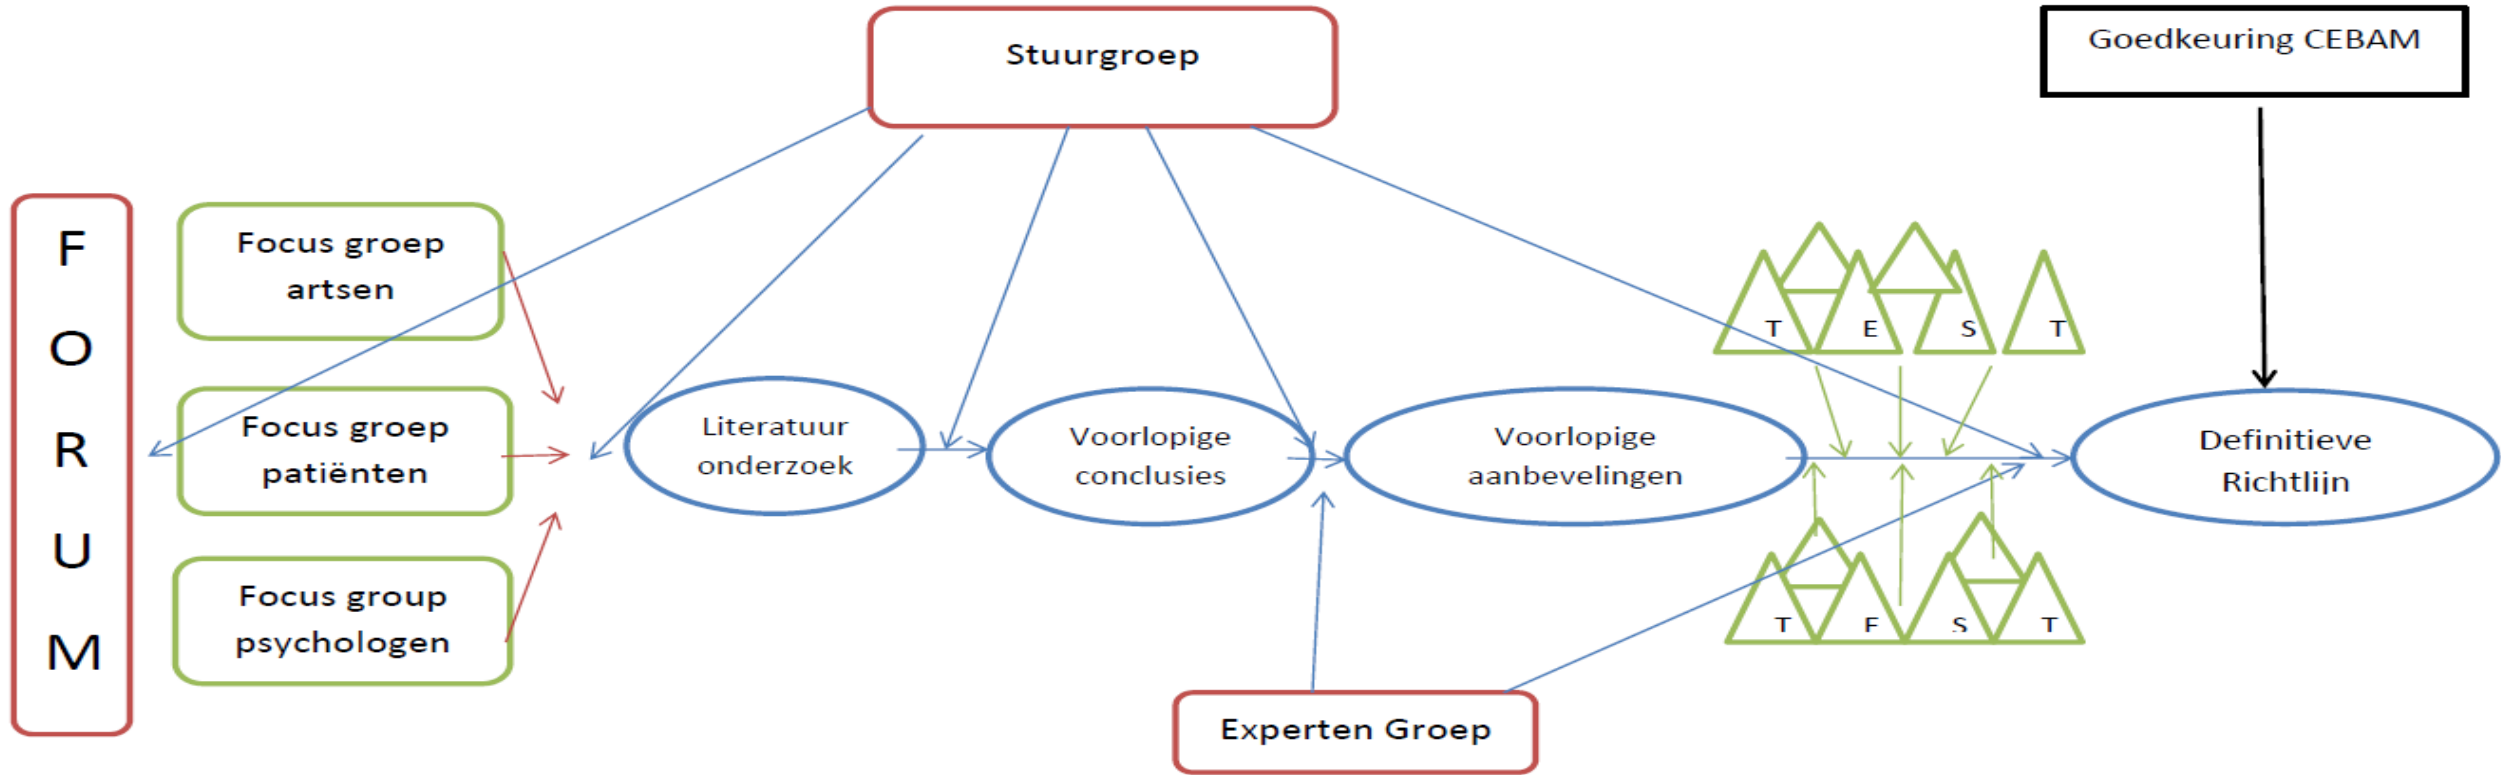 Stuurgroep
Goedkeuring CEBAM
F
O
R
U
M
Focus groep
artsen
Focus groep
patiënten
Focus group
psychologen
Literatuur
onderzoek
Voorlopige
conclusies
Voorlopige
aanbevelingen
T E S T
T E S T
Definitieve
Richtlijn
Experten Groep